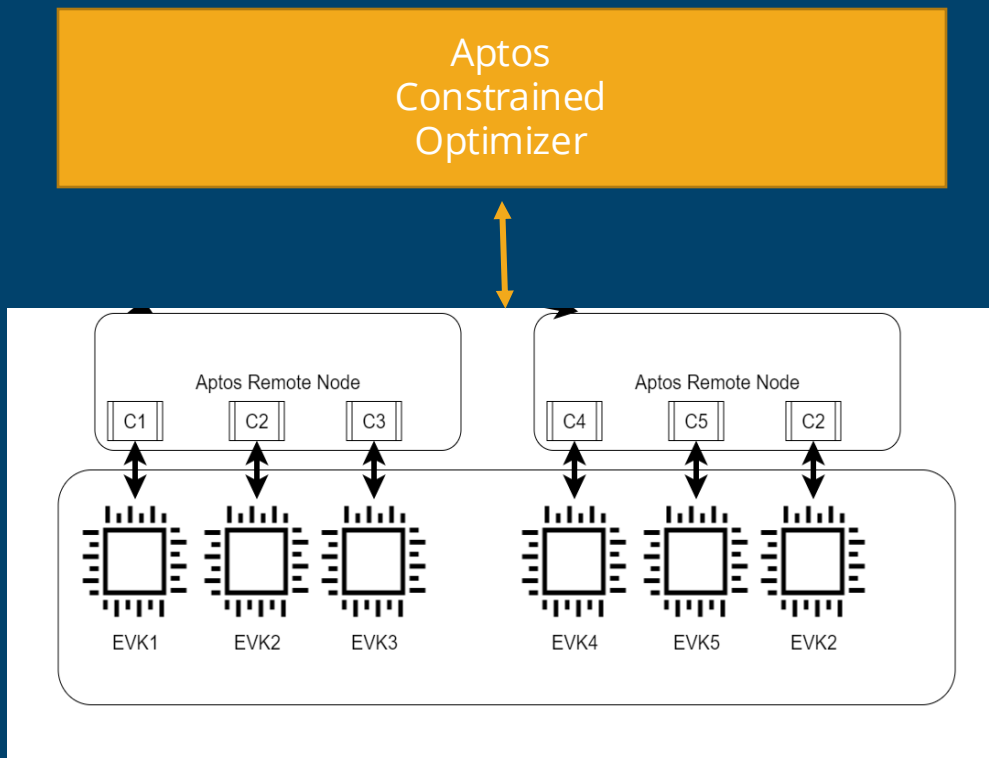 Aptos
Constrained
Optimizer
Aptos Remote Node
Aptos Remote Node
C1
C2
C3
C4
C5
C2
EVK1
EVK2
EVK3
EVK4
EVK5
EVK2